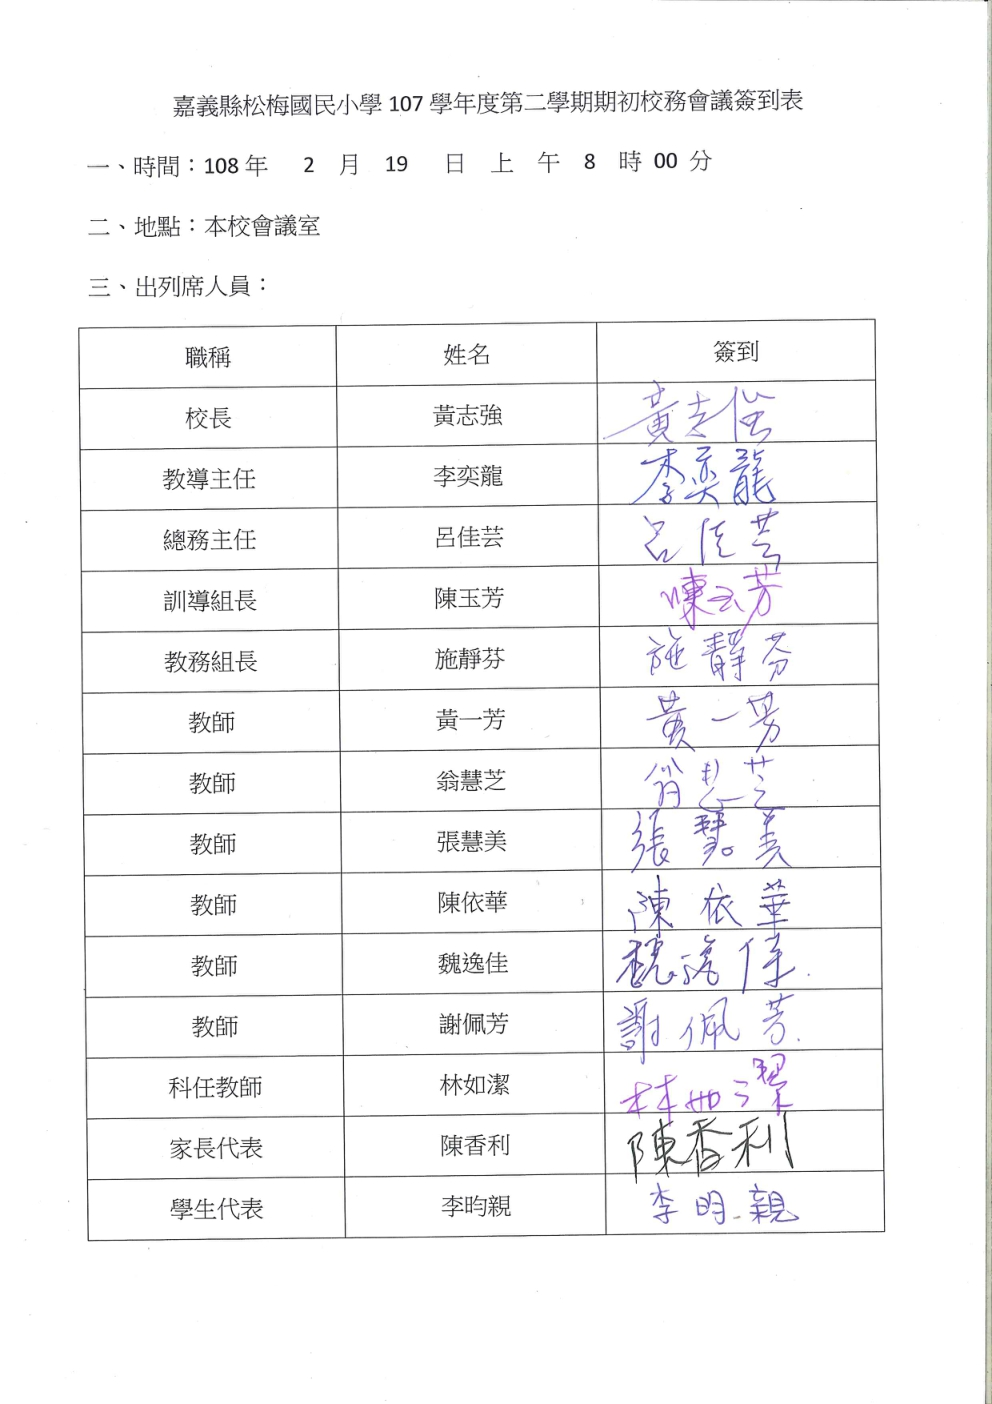 嘉義縣松梅國民小學 107 學年度第二學期期初校務會議簽到表
一、時間：108 年 2 月 19 日 上 午 8 時 00 分
二、地點：本校會議室
三、出列席人員：
職稱 姓名 簽到
校長 黃志強 黃志強
教導主任 李奕龍 李奕龍
總務主任 呂佳芸 呂佳芸
訓導組長 陳玉芳 陳玉芳
教務組長 施靜芬 施靜芬
教師 黃一芳 黃一芳
教師 翁慧芝 翁慧芝
教師 張慧美 張慧美
教師 陳依華 陳依華
教師 魏逸佳 魏逸佳
教師 謝佩芳 謝佩芳
科任教師 林如潔 林如潔
家長代表 陳香利 陳香利
學生代表 李昀親 李昀親